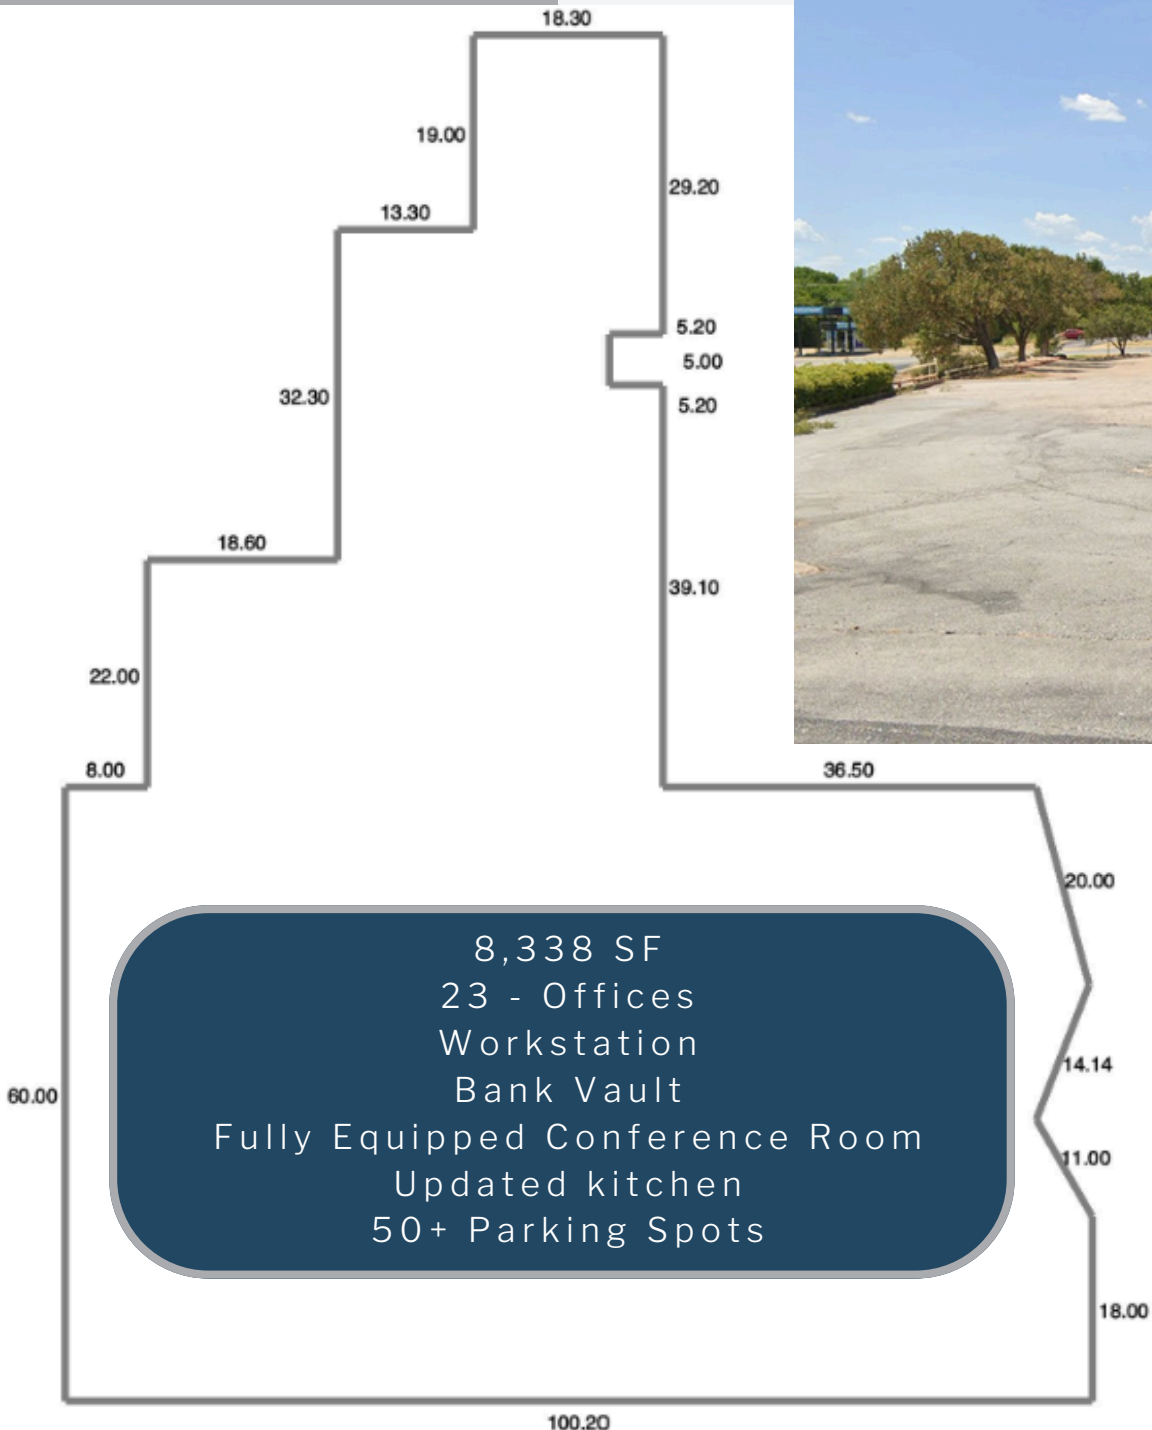 18.30
19.00
29.20
13.30
5.20
5.00
32.30
5.20
18.60
39.10
22.00
8.00
36.50
20.00
8,338 SF
23 - Offices
Workstation
Bank Vault
Fully Equipped Conference Room
Updated kitchen
50+ Parking Spots
14.14
60.00
11.00
18.00
100.20